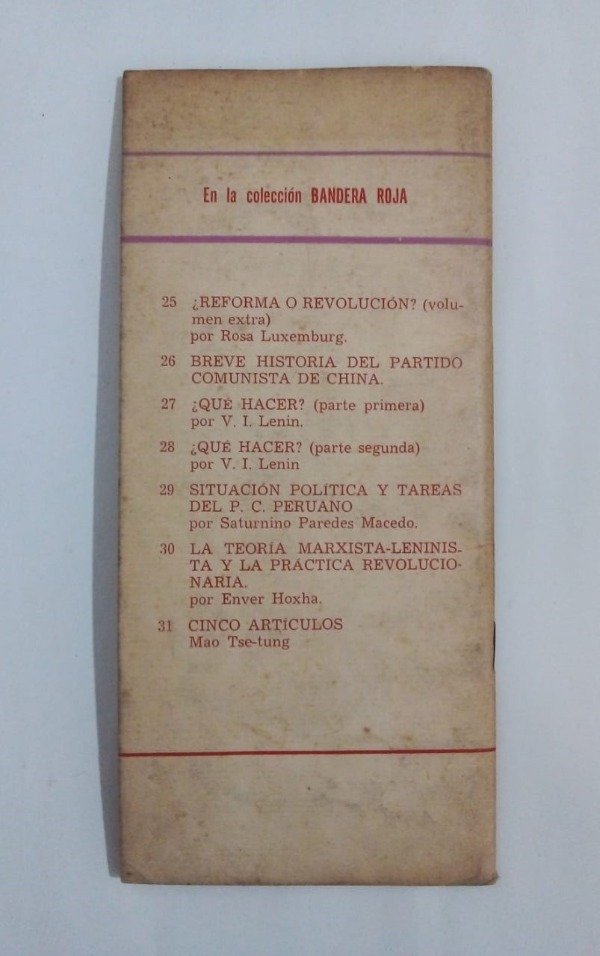 En la colección BANDERA ROJA
25 ¿REFORMA O REVOLUCIÓN? (volu-
men extra)
por Rosa Luxemburg.
26 BREVE HISTORIA DEL PARTIDO
COMUNISTA DE CHINA.
27 ¿QUÉ HACER? (parte primera)
por V. I. Lenin.
28 ¿QUÉ HACER? (parte segunda)
por V. I. Lenin
29 SITUACIÓN POLÍTICA Y TAREAS
DEL P. C. PERUANO
por Saturnino Paredes Macedo.
30 LA TEORÍA MARXISTA-LENINIS-
TA Y LA PRÁCTICA REVOLUCIO-
NARIA.
por Enver Hoxha.
31 CINCO ARTÍCULOS
Mao Tse-tung